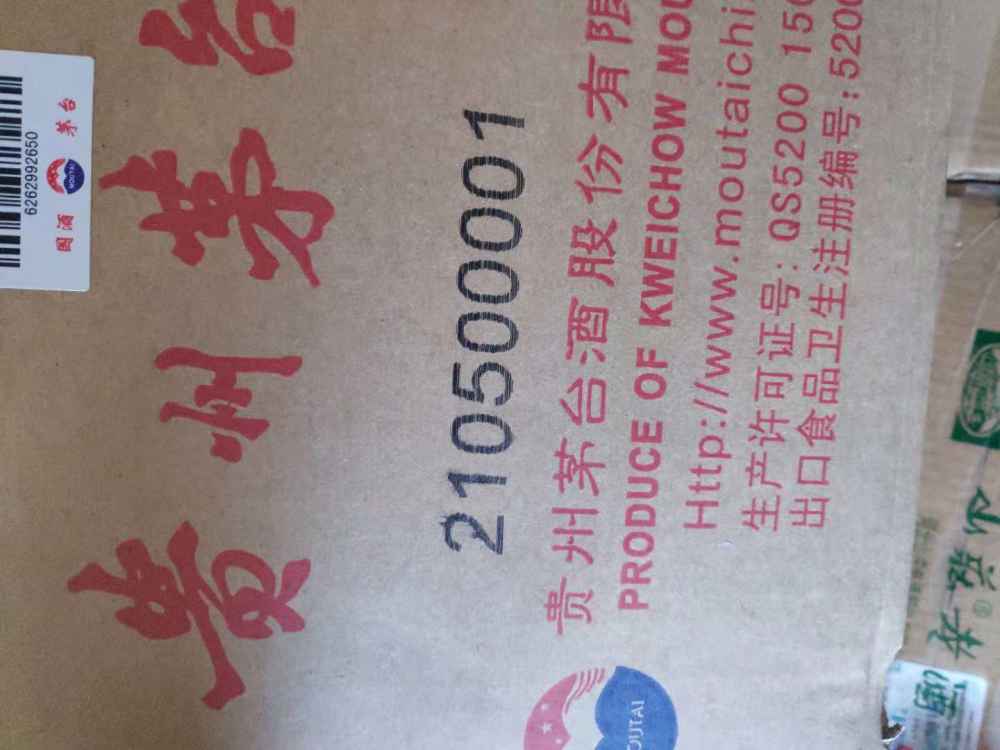 贵州茅台
6262992650
国酒 茅台
MOUTAI
2105000001
贵州茅台酒股份有限
PRODUCE OF KWEICHOW MOU
Http://www.moutaichi
生产许可证号: QS5200 150
出口食品卫生注册编号:5200
MOUTAI